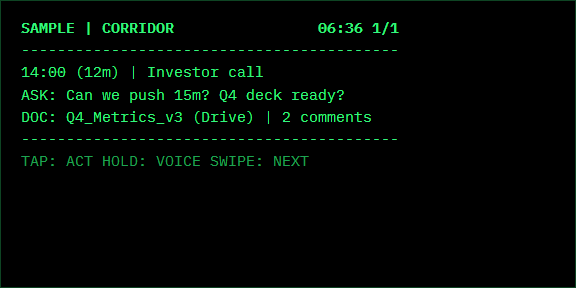 SAMPLE | CORRIDOR 06:36 1/1
------------------------------------------
14:00 (12m) | Investor call
ASK: Can we push 15m? Q4 deck ready?
DOC: Q4_Metrics_v3 (Drive) | 2 comments
------------------------------------------
TAP: ACT HOLD: VOICE SWIPE: NEXT